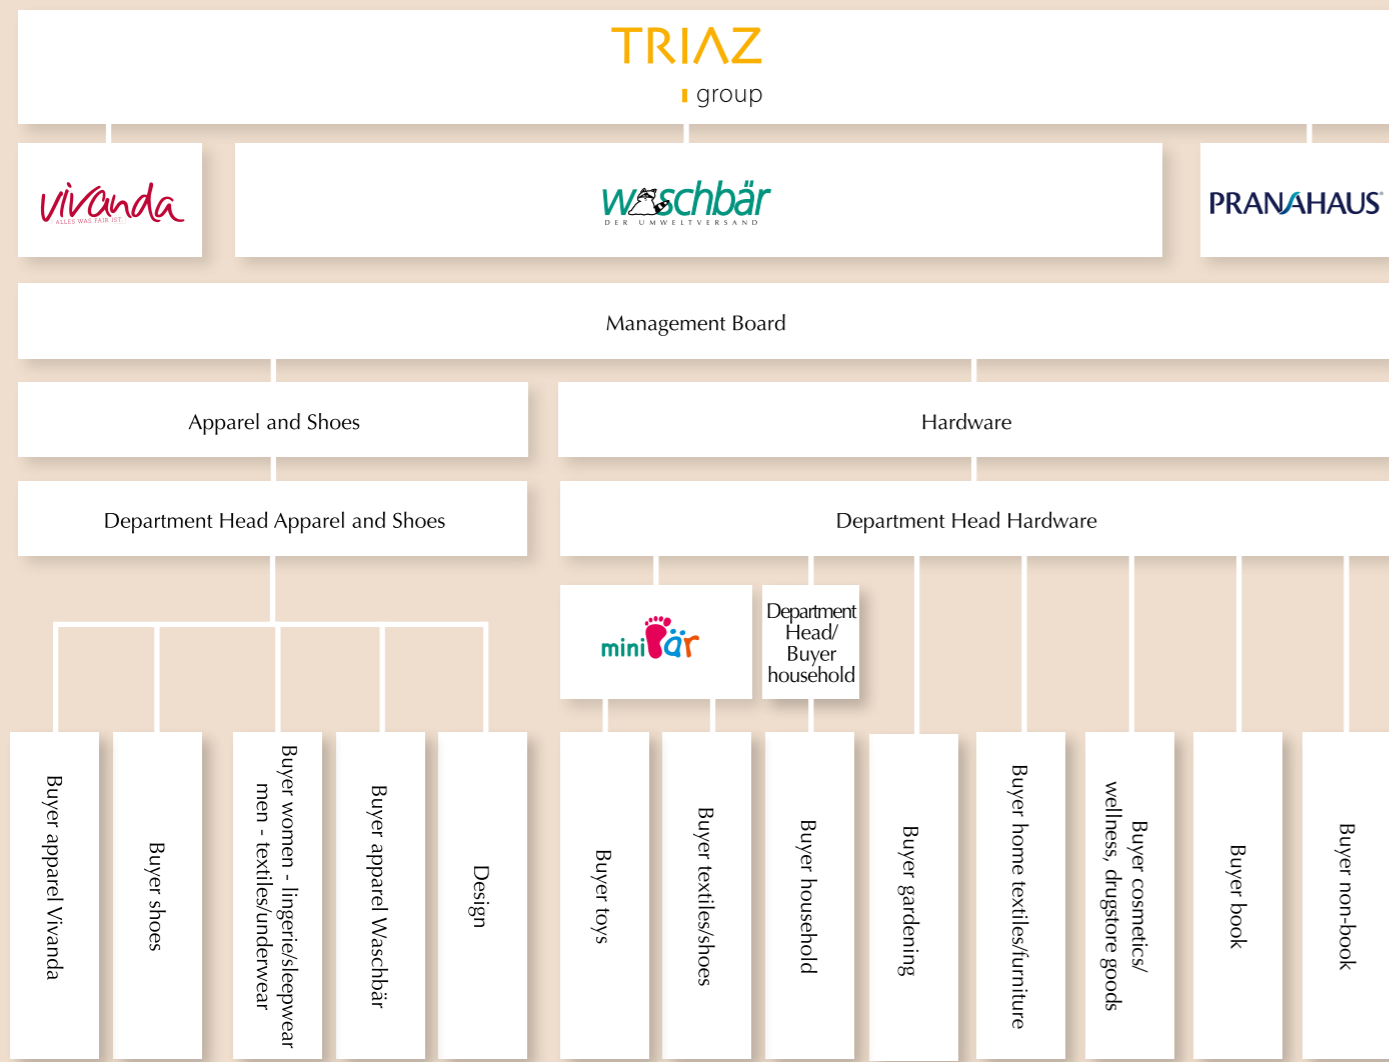 TRIAZ
group
vivanda
ALLES WAS FAIR IST.
waschbär
DER UMWELTVERSAND
PRANAHAUS®
Management Board
Apparel and Shoes
Hardware
Department Head Apparel and Shoes
Department Head Hardware
minibär
Department
Head/
Buyer
household
Buyer apparel Vivanda
Buyer shoes
Buyer women - lingerie/sleepwear
men - textiles/underwear
Buyer apparel Waschbär
Design
Buyer toys
Buyer textiles/shoes
Buyer household
Buyer gardening
Buyer home textiles/furniture
Buyer cosmetics/
wellness, drugstore goods
Buyer book
Buyer non-book